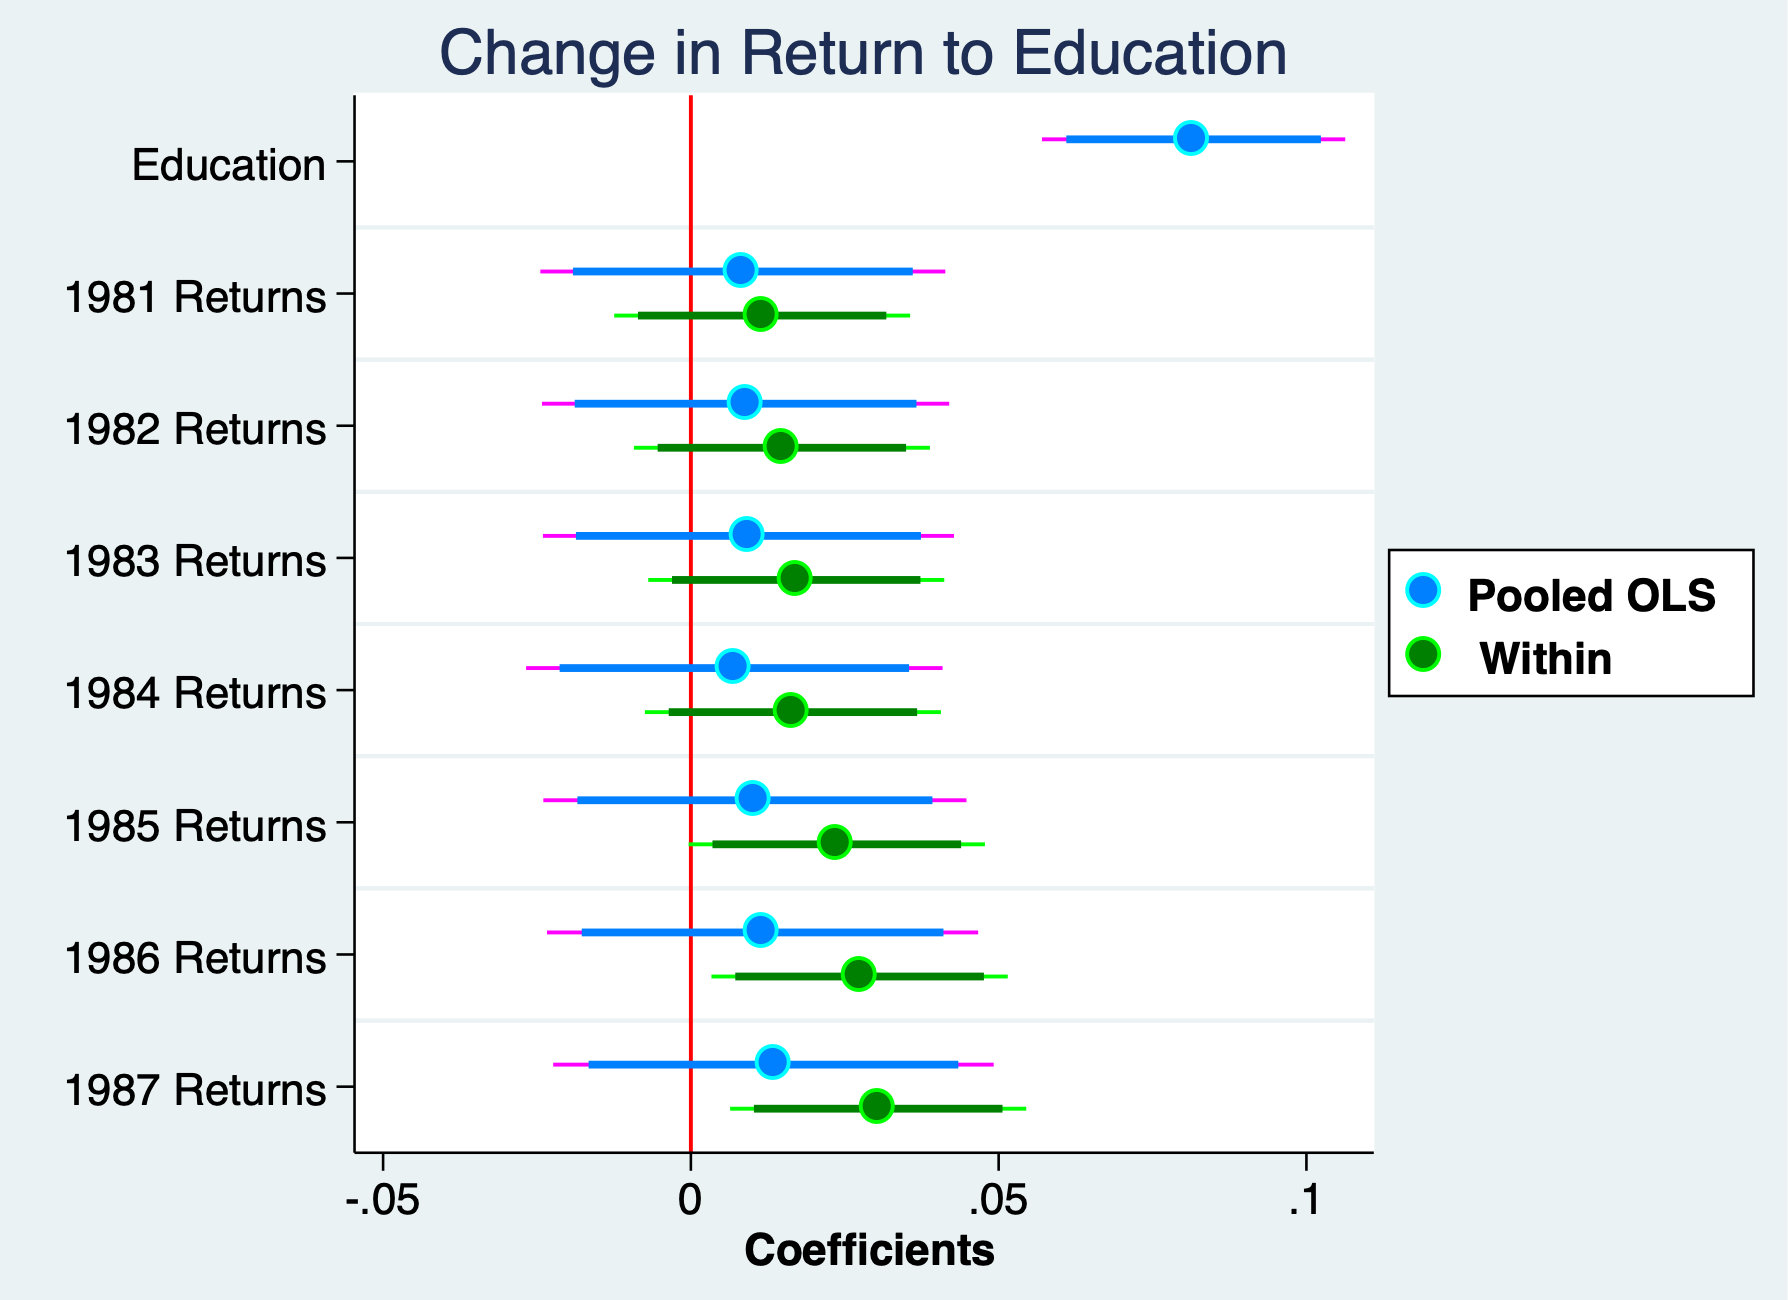 Change in Return to Education
Education
1981 Returns
1982 Returns
1983 Returns
1984 Returns
1985 Returns
1986 Returns
1987 Returns
-.05 0 .05 .1
Coefficients
Pooled OLS
Within